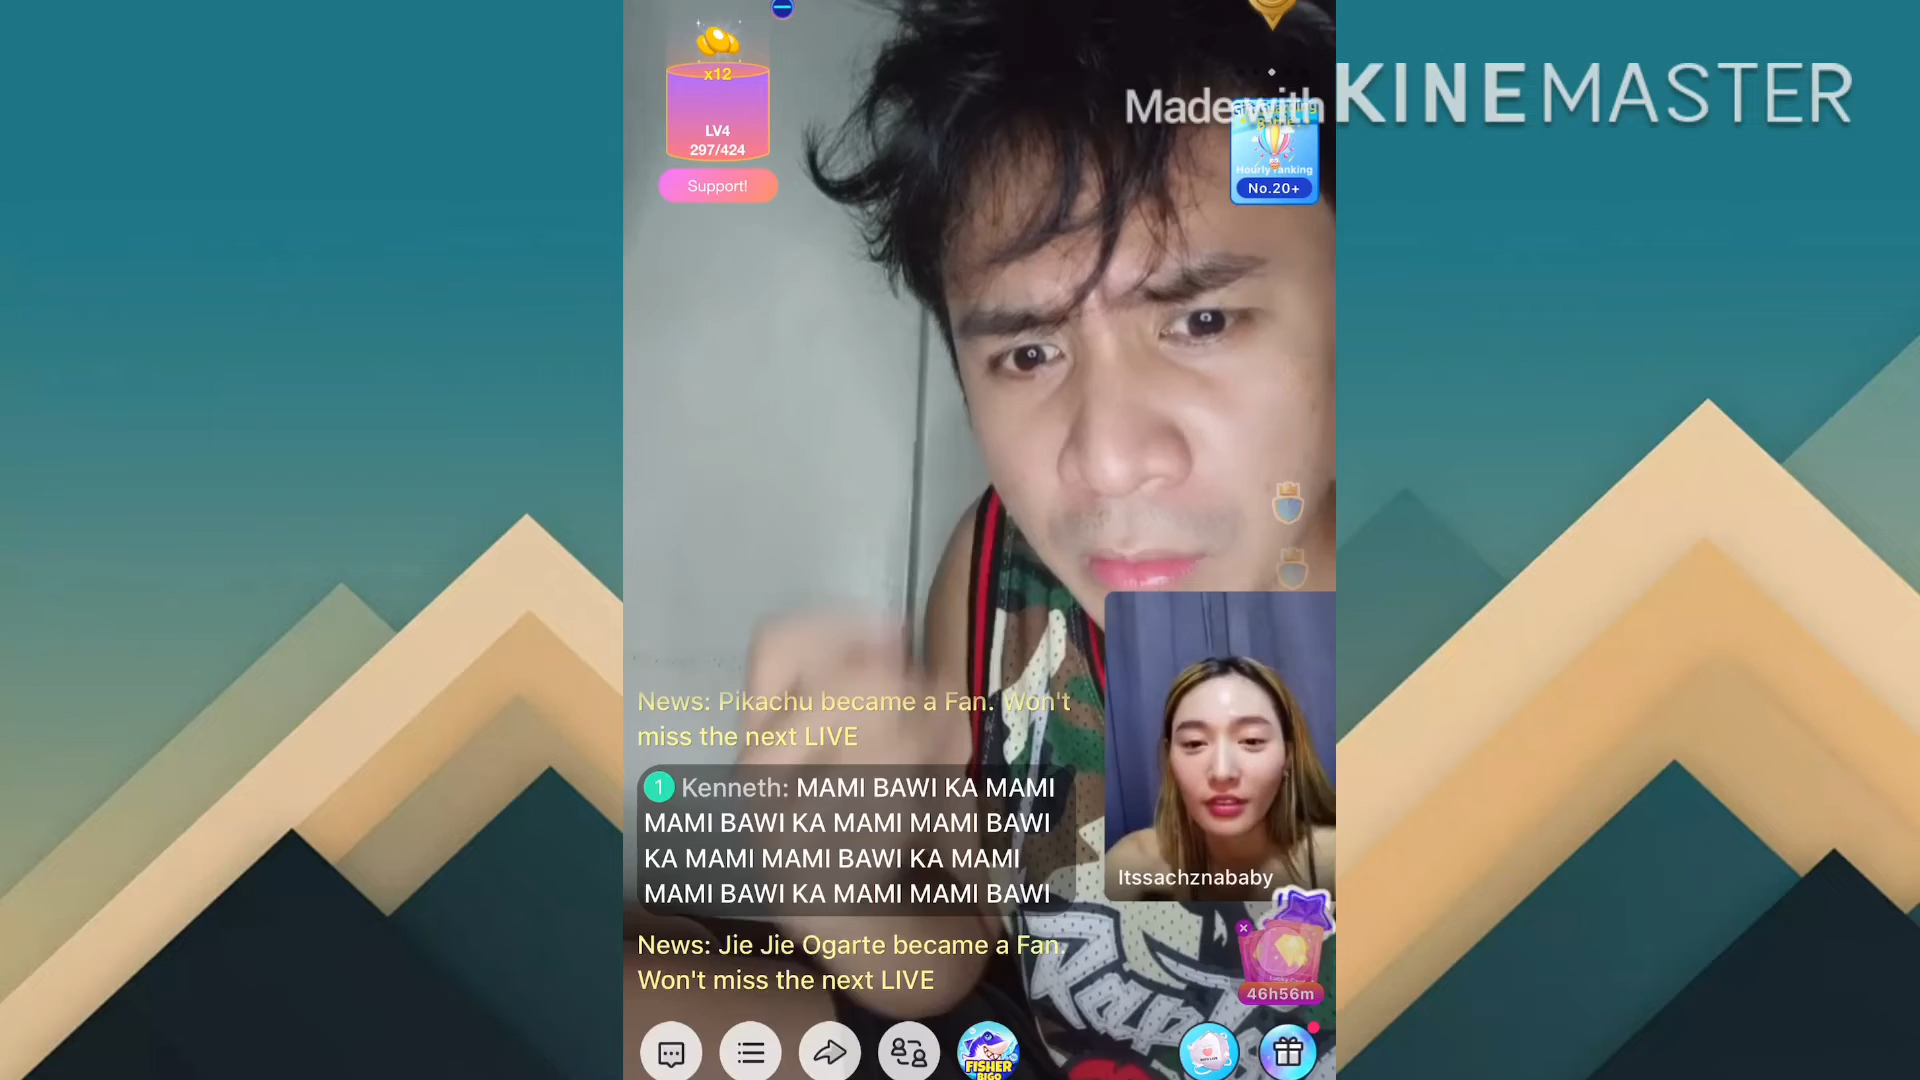 x12
LV4
297/424
Support!
Made with KINEMASTER
Battle
Hourly ranking
No.20+
News: Pikachu became a Fan. Won't
miss the next LIVE
1 Kenneth: MAMI BAWI KA MAMI
MAMI BAWI KA MAMI MAMI BAWI
KA MAMI MAMI BAWI KA MAMI
MAMI BAWI KA MAMI MAMI BAWI
Itssachznababy
News: Jie Jie Ogarte became a Fan.
Won't miss the next LIVE
46h56m
FISHER
BIGO